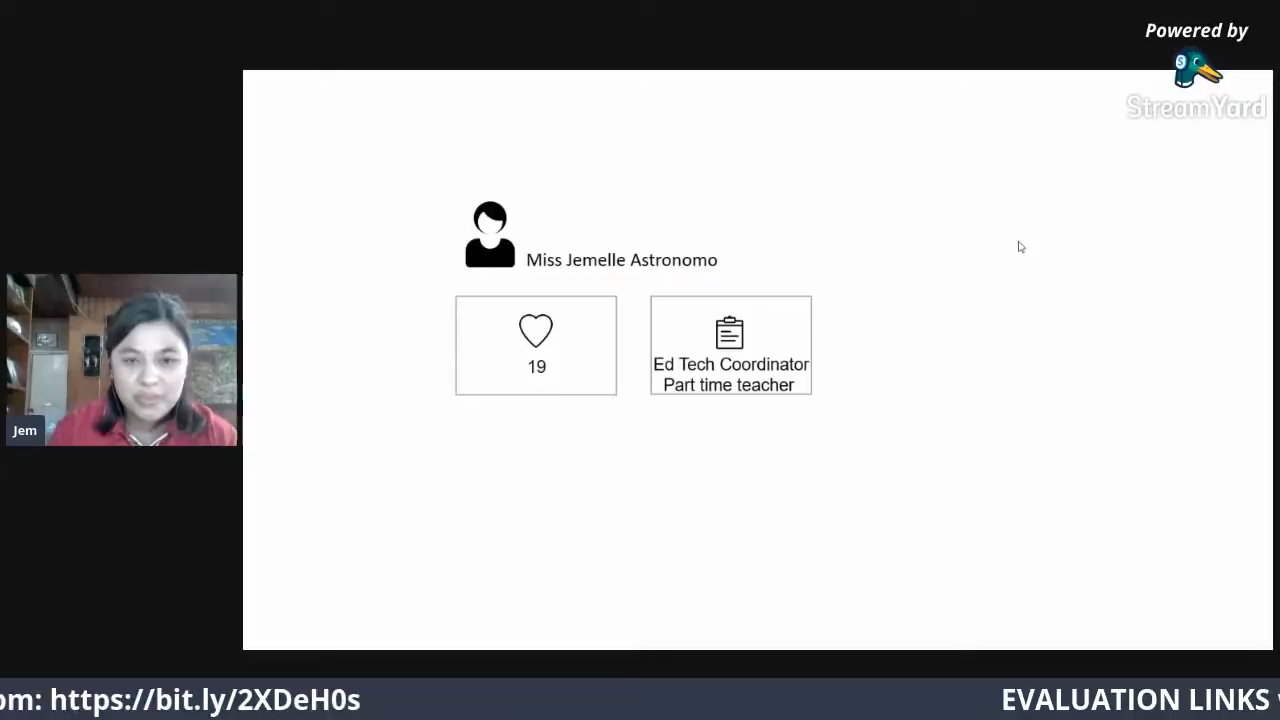 Powered by
StreamYard
Miss Jemelle Astronomo
19
Ed Tech Coordinator
Part time teacher
Jem
om: https://bit.ly/2XDeH0s
EVALUATION LINKS